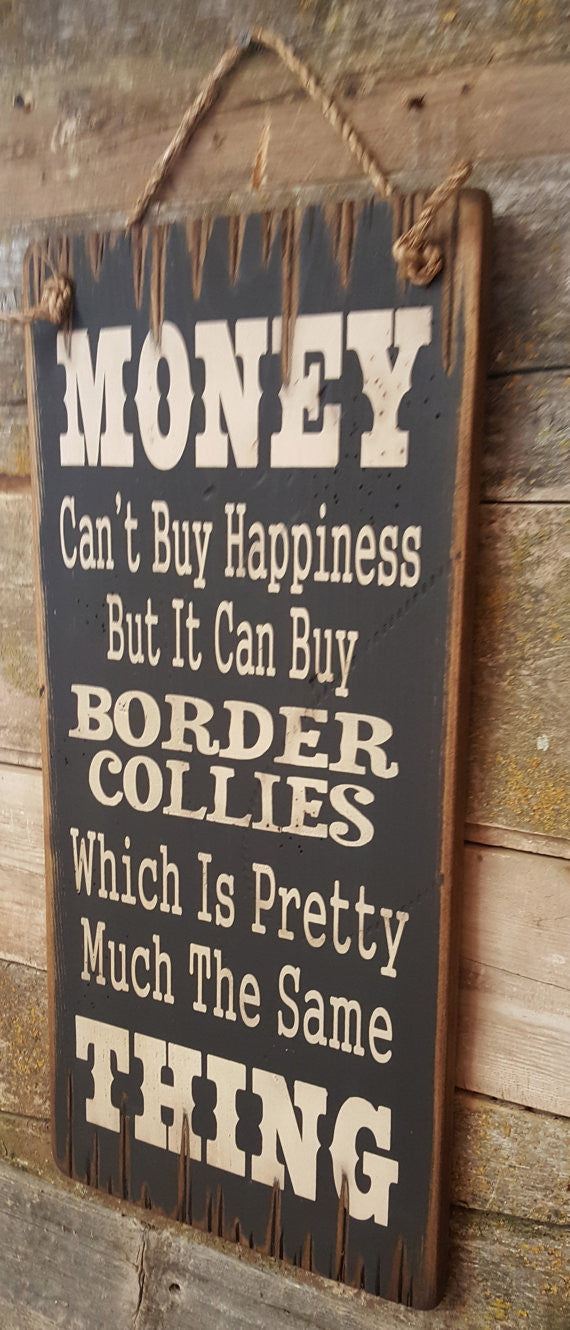 MONEY
Can't Buy Happiness
But It Can Buy
BORDER
COLLIES
Which Is Pretty
Much The Same
THING